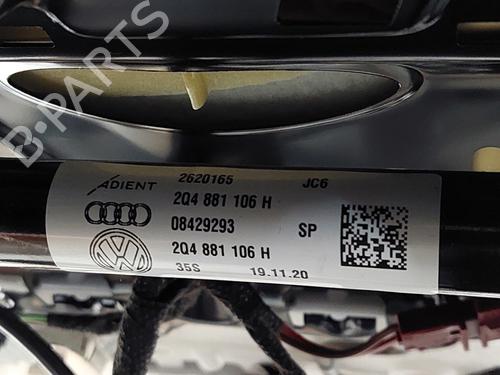 B-PARTS
ADIENT 2620165 JC6
2Q4 881 106 H
08429293 SP
2Q4 881 106 H
35S 19.11.20